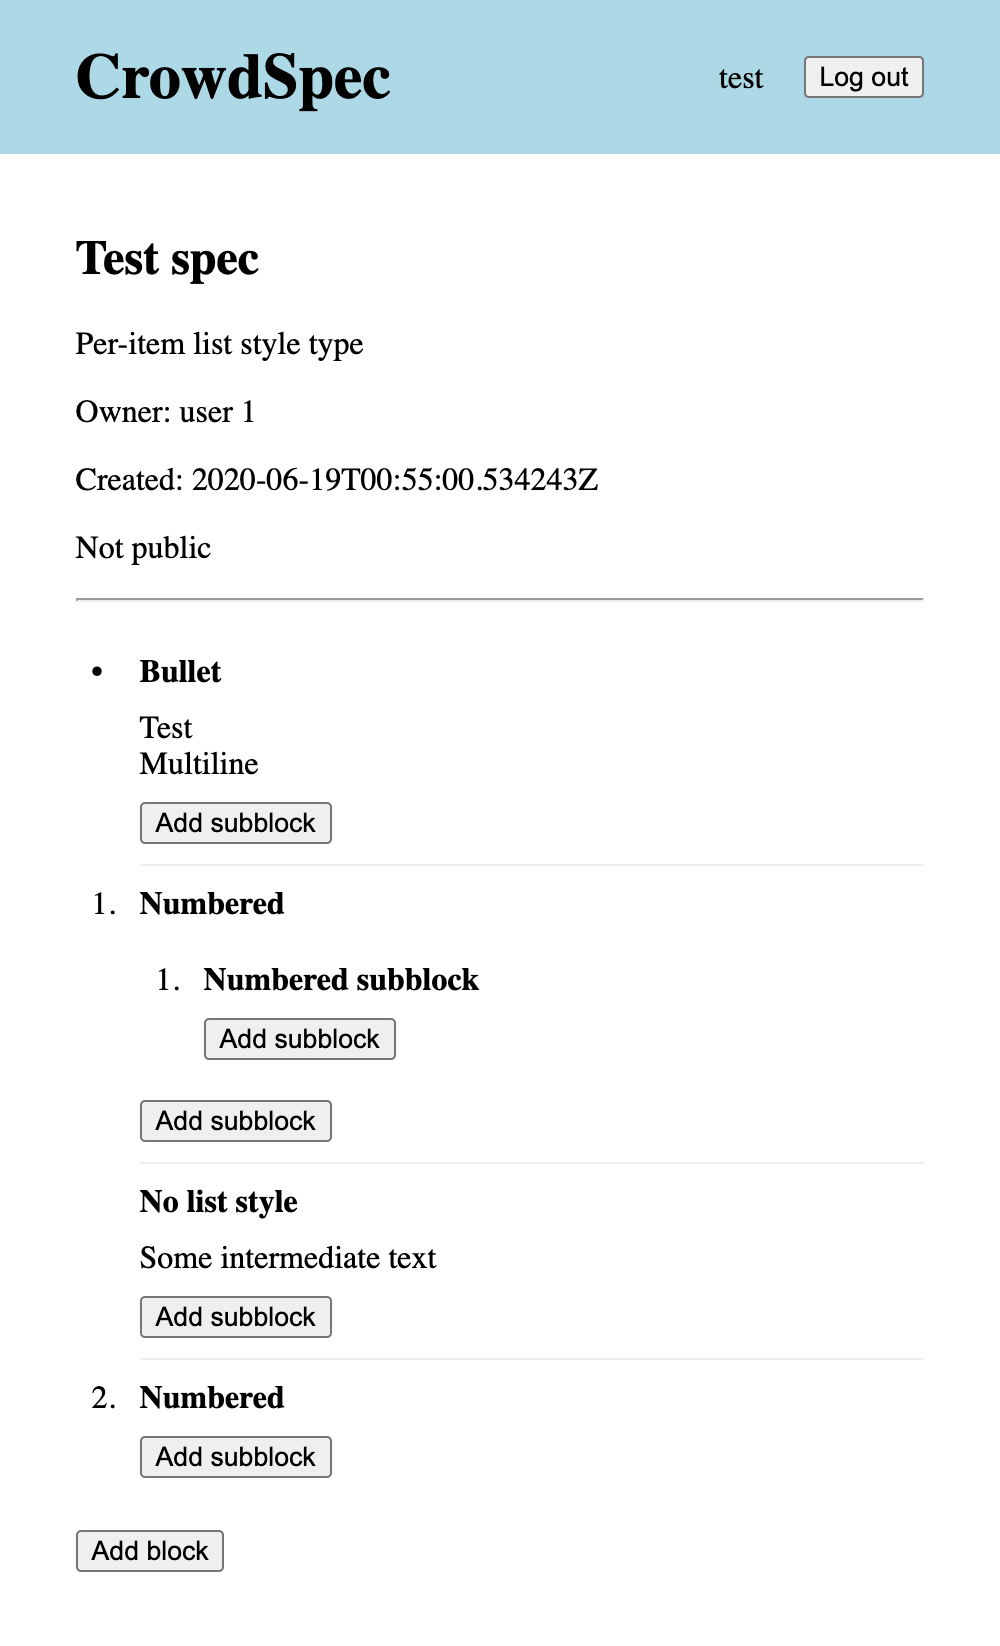 CrowdSpec
test
Log out
Test spec
Per-item list style type
Owner: user 1
Created: 2020-06-19T00:55:00.534243Z
Not public
• Bullet
Test
Multiline
Add subblock
1. Numbered
1. Numbered subblock
Add subblock
Add subblock
No list style
Some intermediate text
Add subblock
2. Numbered
Add subblock
Add block